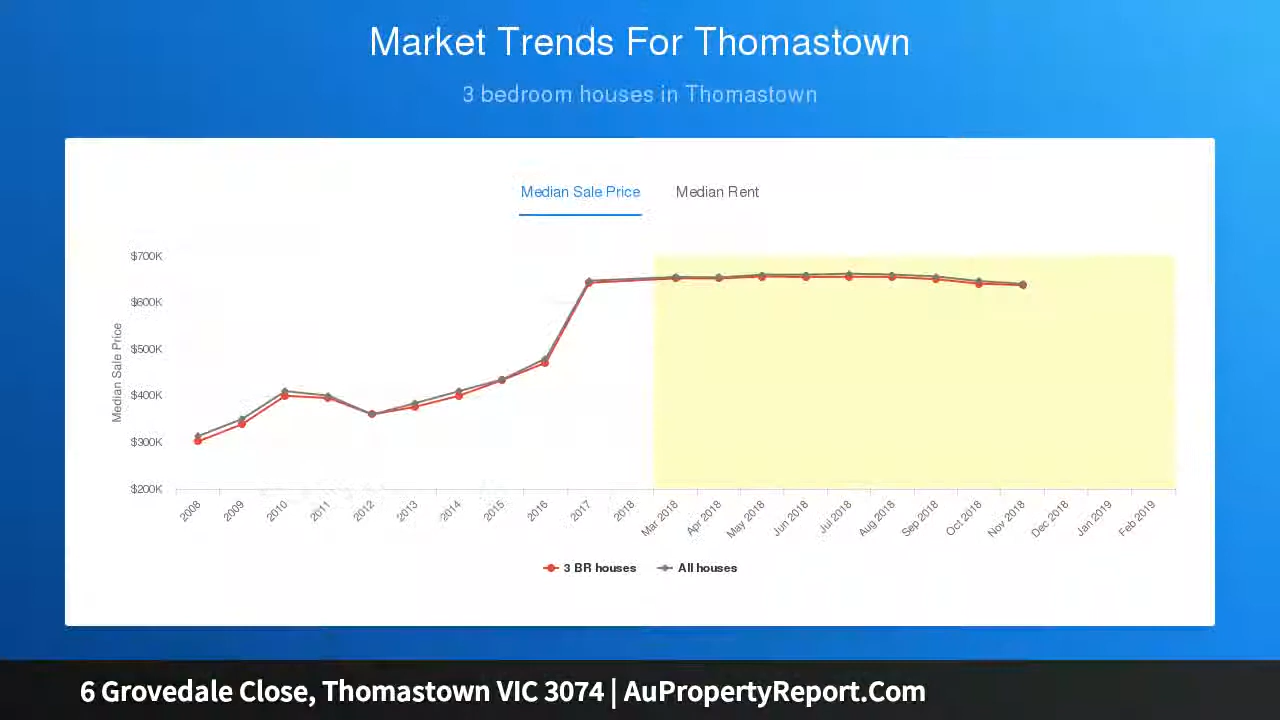 Market Trends For Thomastown
3 bedroom houses in Thomastown
Median Sale Price
Median Rent
$700K
$600K
$500K
$400K
$300K
$200K
Median Sale Price
2008
2009
2010
2011
2012
2013
2014
2015
2016
2017
2018
Mar 2018
Apr 2018
May 2018
Jun 2018
Jul 2018
Aug 2018
Sep 2018
Oct 2018
Nov 2018
Dec 2018
Jan 2019
Feb 2019
3 BR houses
All houses
6 Grovedale Close, Thomastown VIC 3074 | AuPropertyReport.Com